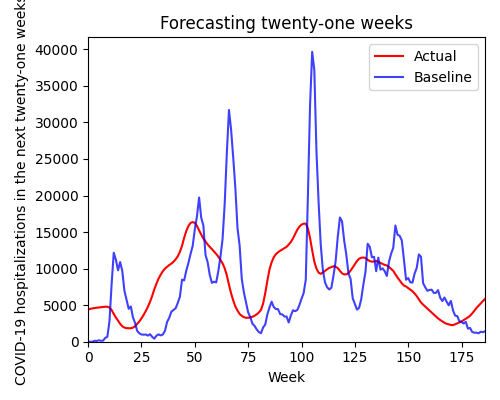 Forecasting twenty-one weeks
COVID-19 hospitalizations in the next twenty-one weeks
40000
35000
30000
25000
20000
15000
10000
5000
0
Actual
Baseline
0 25 50 75 100 125 150 175
Week